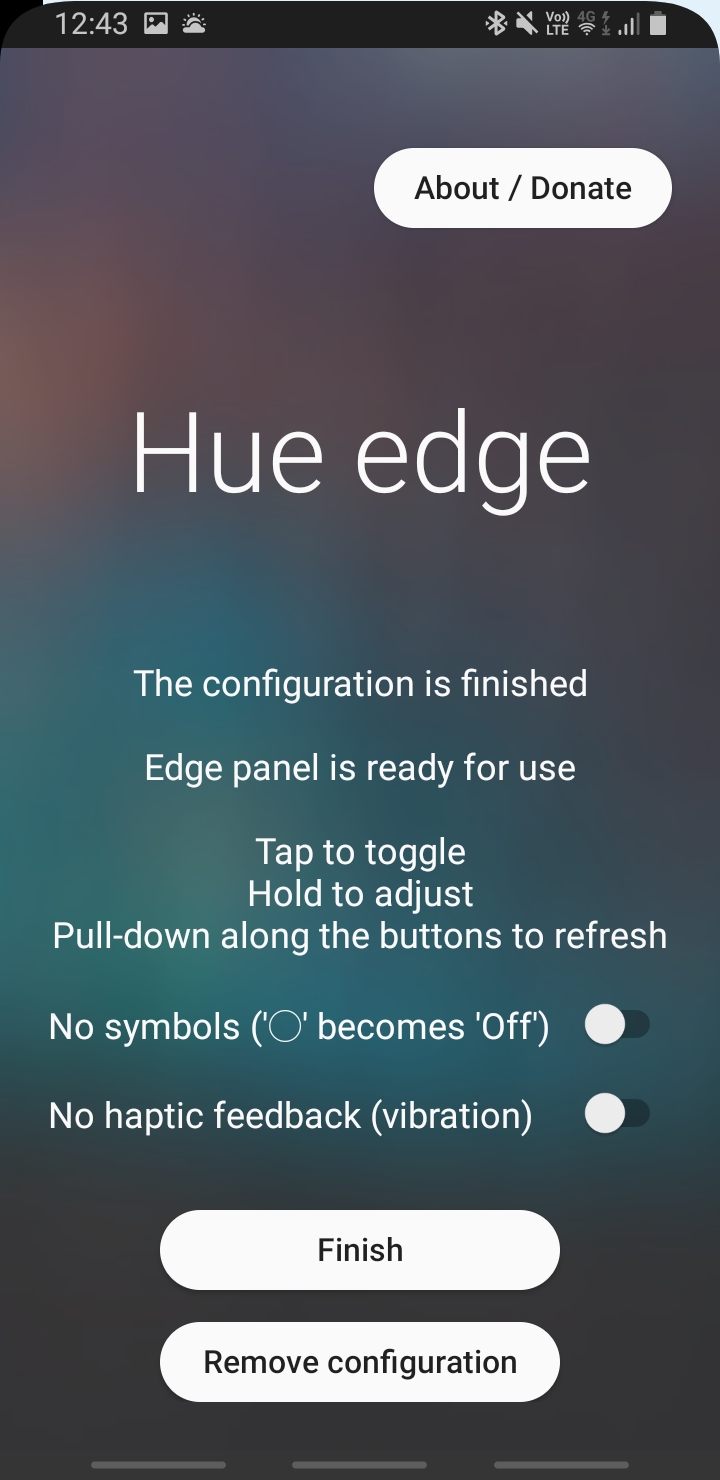 12:43
Vo)) LTE 4G
About / Donate
Hue edge
The configuration is finished
Edge panel is ready for use
Tap to toggle
Hold to adjust
Pull-down along the buttons to refresh
No symbols ('◯' becomes 'Off')
No haptic feedback (vibration)
Finish
Remove configuration